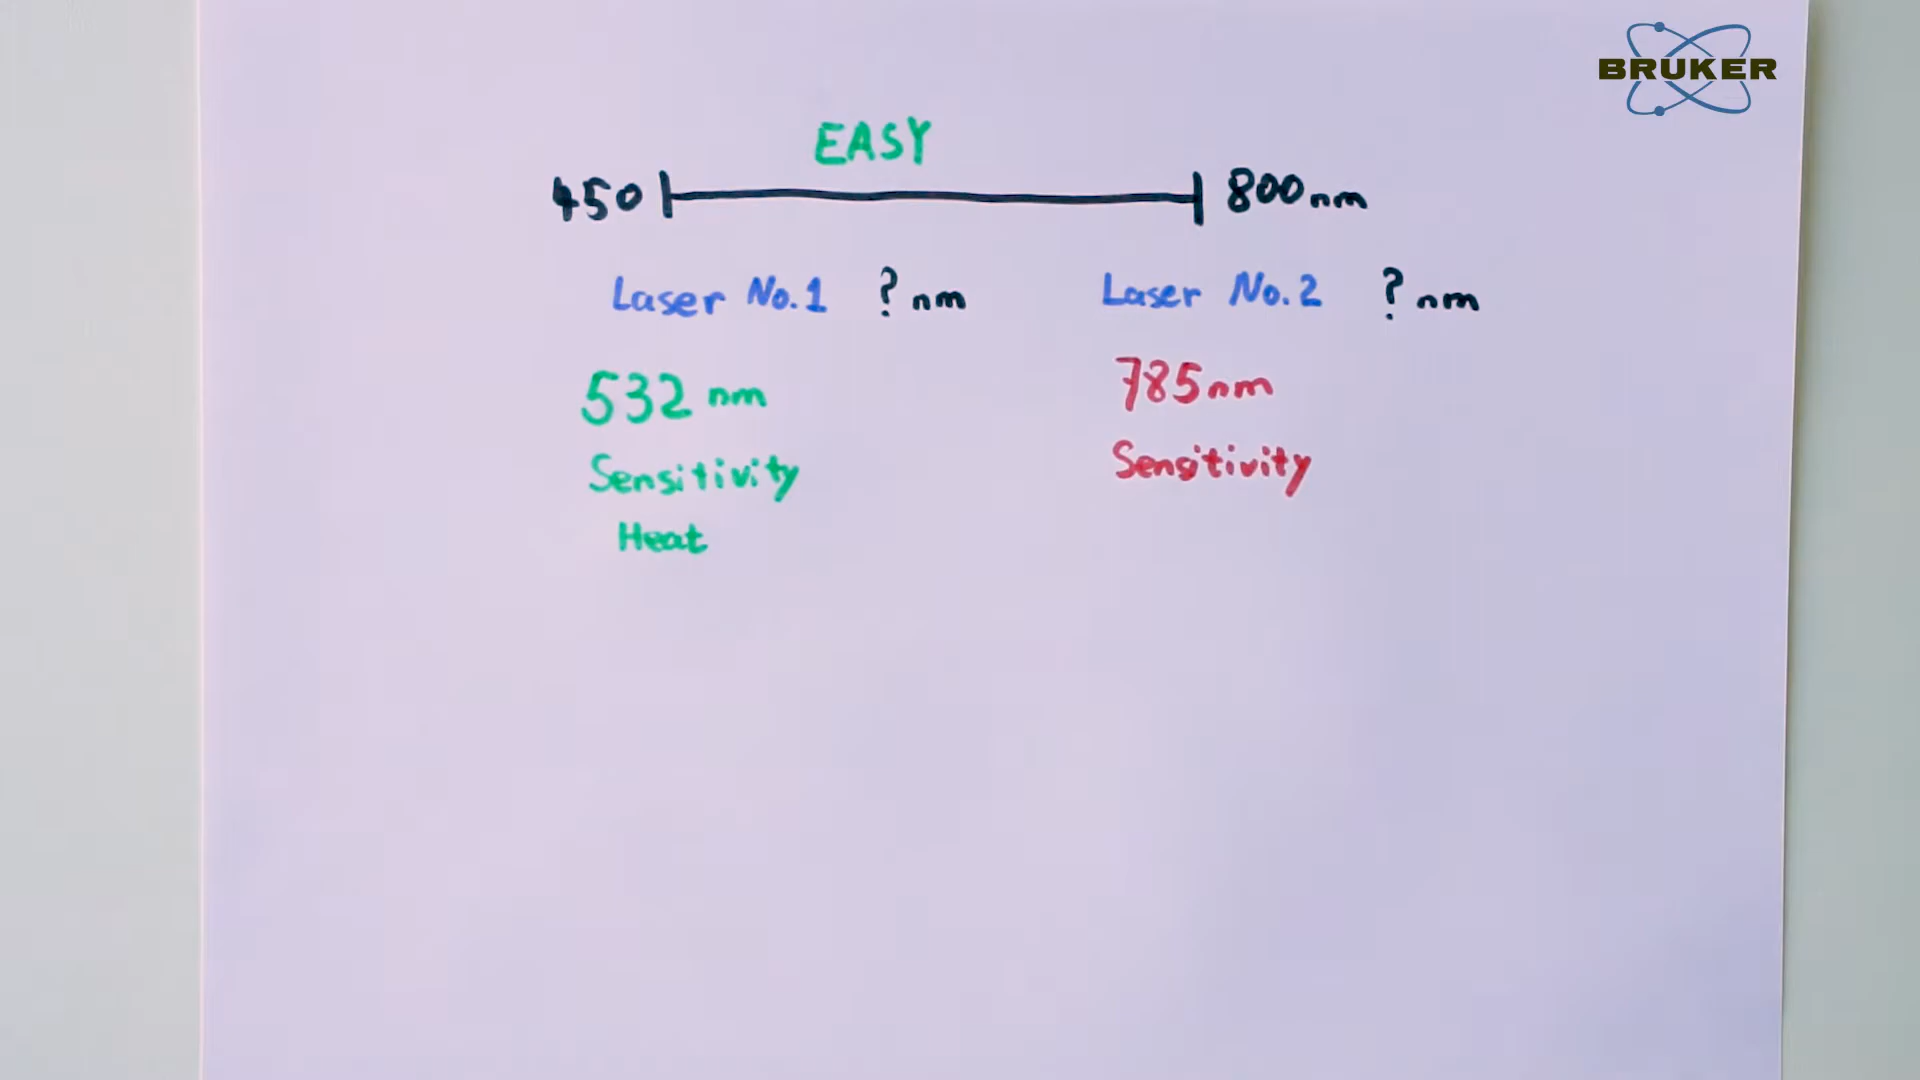 BRUKER
EASY
450 800nm
Laser No.1 ? nm Laser No.2 ? nm
532 nm 785nm
Sensitivity Sensitivity
Heat